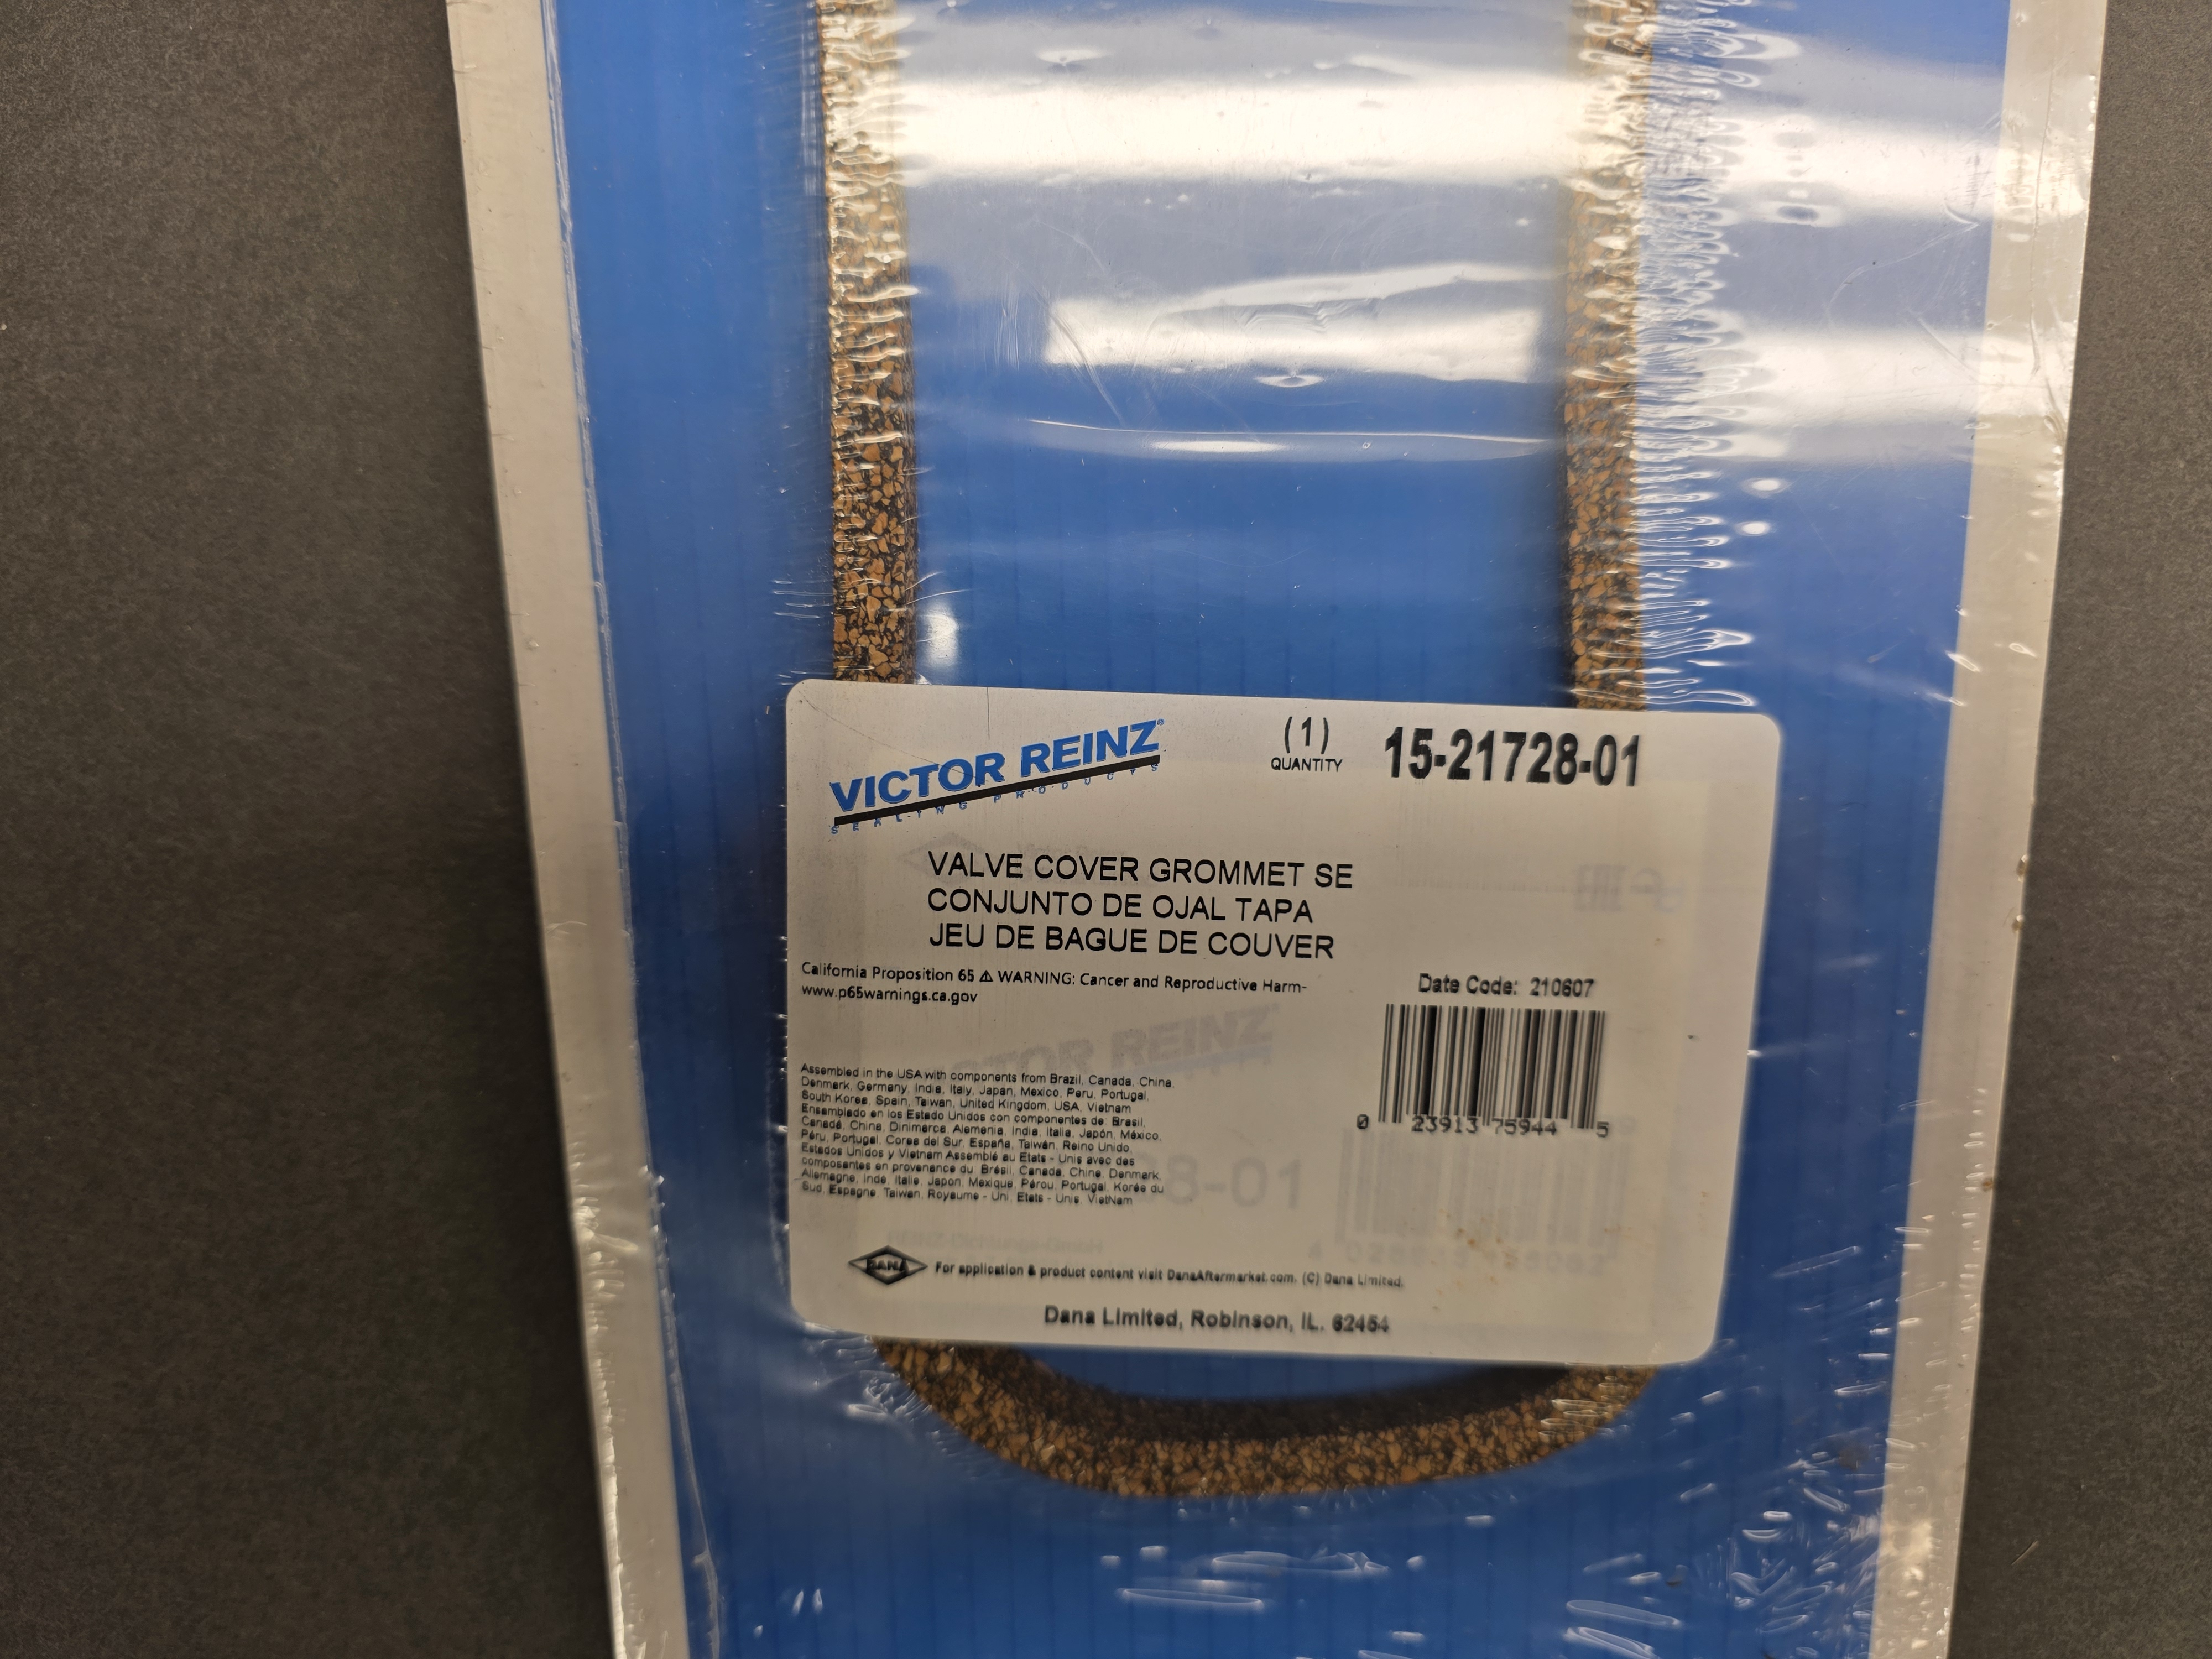 VICTOR REINZ®
SEALING PRODUCTS
(1)
QUANTITY
15-21728-01
VALVE COVER GROMMET SE
CONJUNTO DE OJAL TAPA
JEU DE BAGUE DE COUVER
California Proposition 65 ⚠ WARNING: Cancer and Reproductive Harm-
www.p65warnings.ca.gov
Date Code: 210607
0 23913 75944 5
Assembled in the USA with components from Brazil, Canada, China,
Denmark, Germany, India, Italy, Japan, Mexico, Peru, Portugal,
South Korea, Spain, Taiwan, United Kingdom, USA, Vietnam
Ensamblado en los Estado Unidos con componentes de Brasil,
Canadá, China, Dinimarca, Alemenia, India, Italia, Japón, México,
Péru, Portugal, Corea del Sur, España, Taiwán, Reino Unido,
Estados Unidos y Vietnam Assemblé au Etats - Unis avec des
composantes en provenance du Brésil, Canada, Chine, Denmark,
Allemagne, Inde, Italie, Japon, Mexique, Pérou, Portugal, Korée du
Sud, Espagne, Taiwan, Royaume - Uni, Etats - Unis, VietNam
REINZ
8-01
DANA
For application & product content visit DanaAftermarket.com. (C) Dana Limited.
Dana Limited, Robinson, IL. 62454